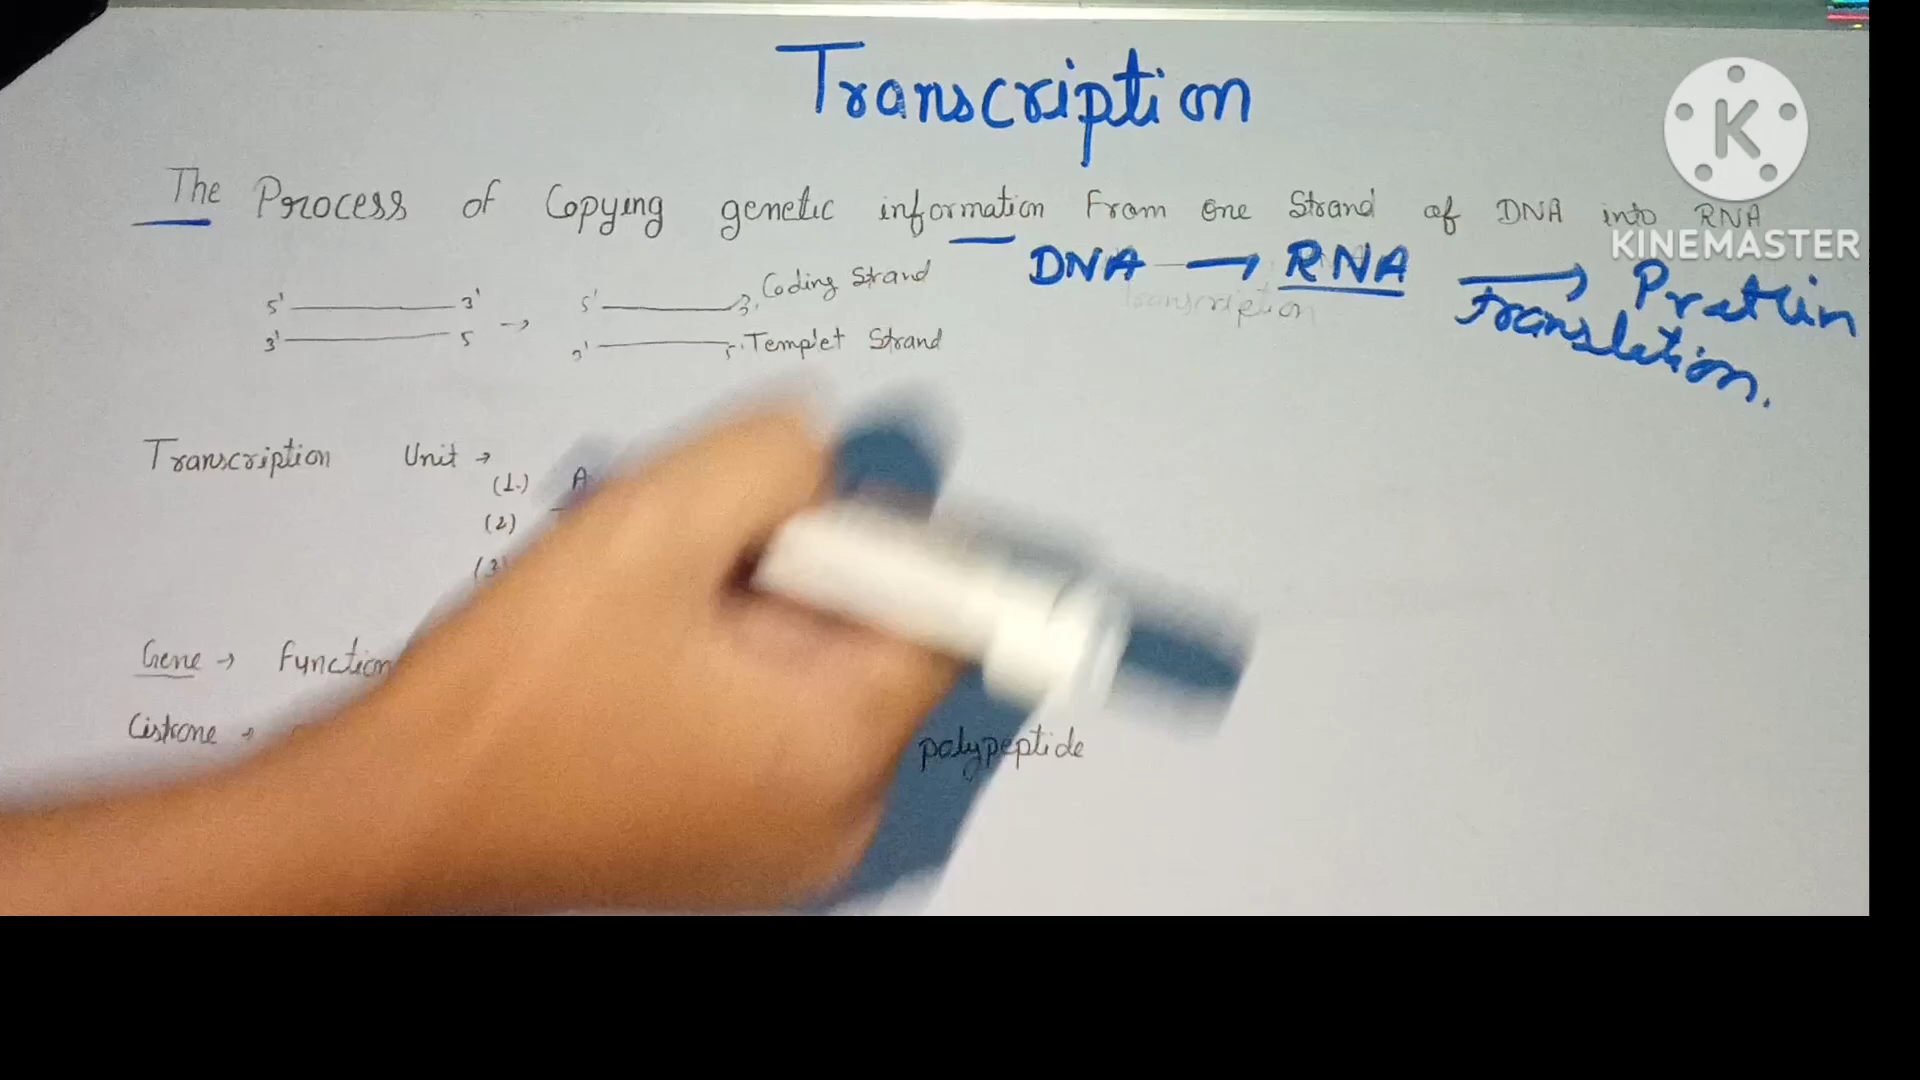 Transcription
The Process of Copying genetic information From one Strand of DNA into RNA
K
KINEMASTER
DNA → RNA → Protein
Transcription
Translation.
5' 3' → 5' 3' Coding Strand
3' 5 3' 5' Templet Strand
Transcription Unit →
(1.) A
(2)
(3)
Gene → Function
Cistrone →
polypeptide